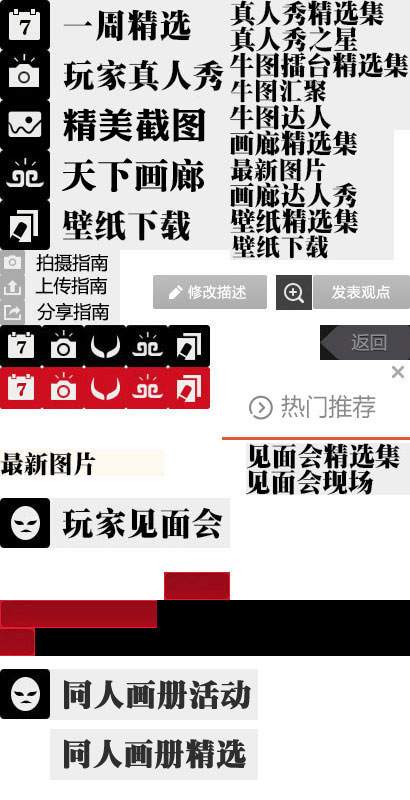 7
一周精选
玩家真人秀
精美截图
天下画廊
壁纸下载
真人秀精选集
真人秀之星
牛图擂台精选集
牛图汇聚
牛图达人
画廊精选集
最新图片
画廊达人秀
壁纸精选集
壁纸下载
拍摄指南
上传指南
分享指南
修改描述
发表观点
7
返回
7
热门推荐
最新图片
见面会精选集
见面会现场
玩家见面会
同人画册活动
同人画册精选